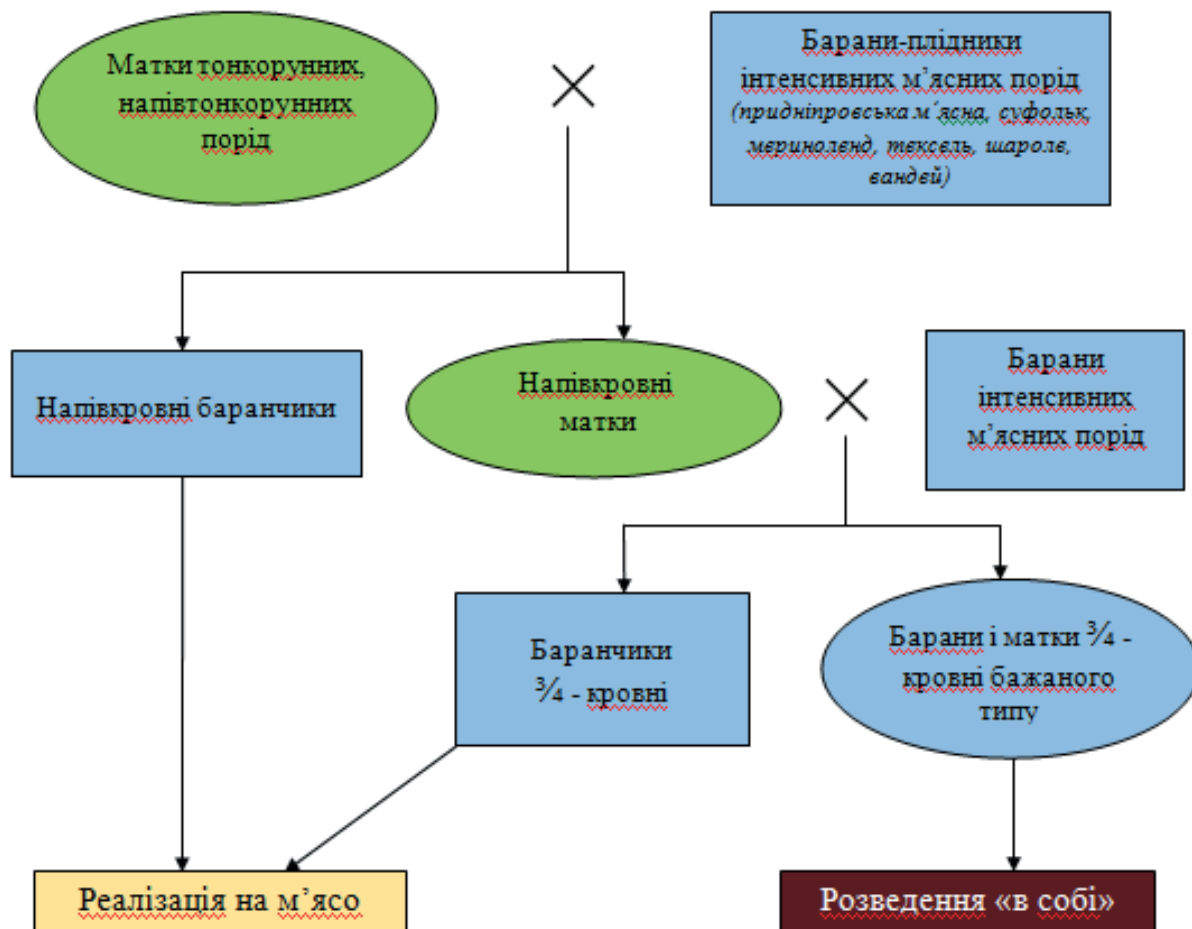 Матки тонкорунних,
напівтонкорунних
порід
Барани-плідники
інтенсивних м’ясних порід
(придніпровська м´ясна, суфольк,
меринолєнд, тексель, шароле,
вандей)
Напівкровні баранчики
Напівкровні
матки
Барани
інтенсивних
м’ясних порід
Баранчики
¾ - кровні
Барани і матки ¾ -
кровні бажаного
типу
Реалізація на м’ясо
Розведення «в собі»